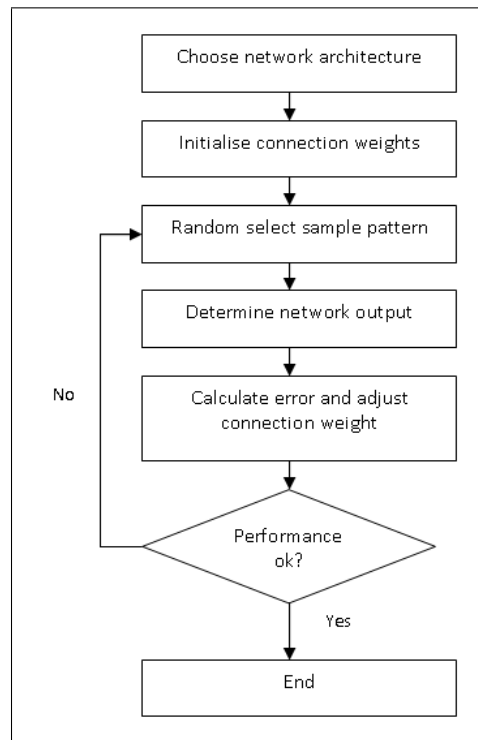 Choose network architecture
Initialise connection weights
Random select sample pattern
Determine network output
Calculate error and adjust
connection weight
No
Performance
ok?
Yes
End